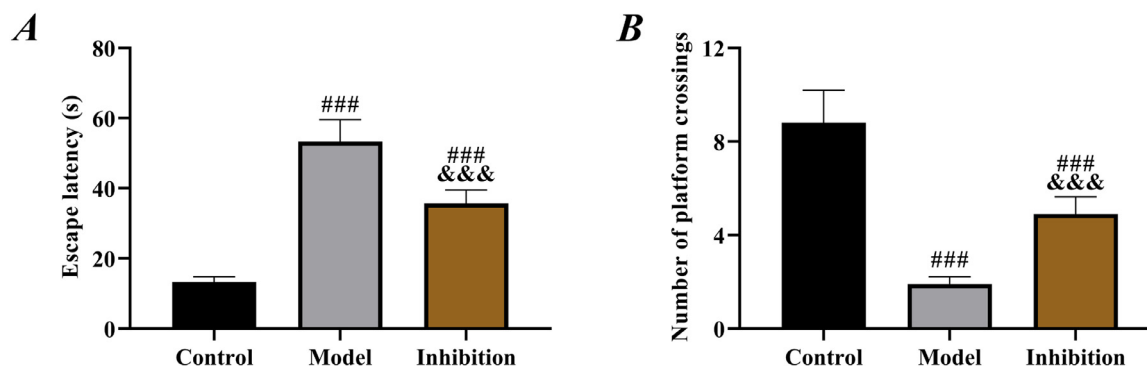 A
Escape latency (s)
80
60
40
20
0
###
###
&&&
Control Model Inhibition
B
Number of platform crossings
12
8
4
0
###
###
&&&
Control Model Inhibition